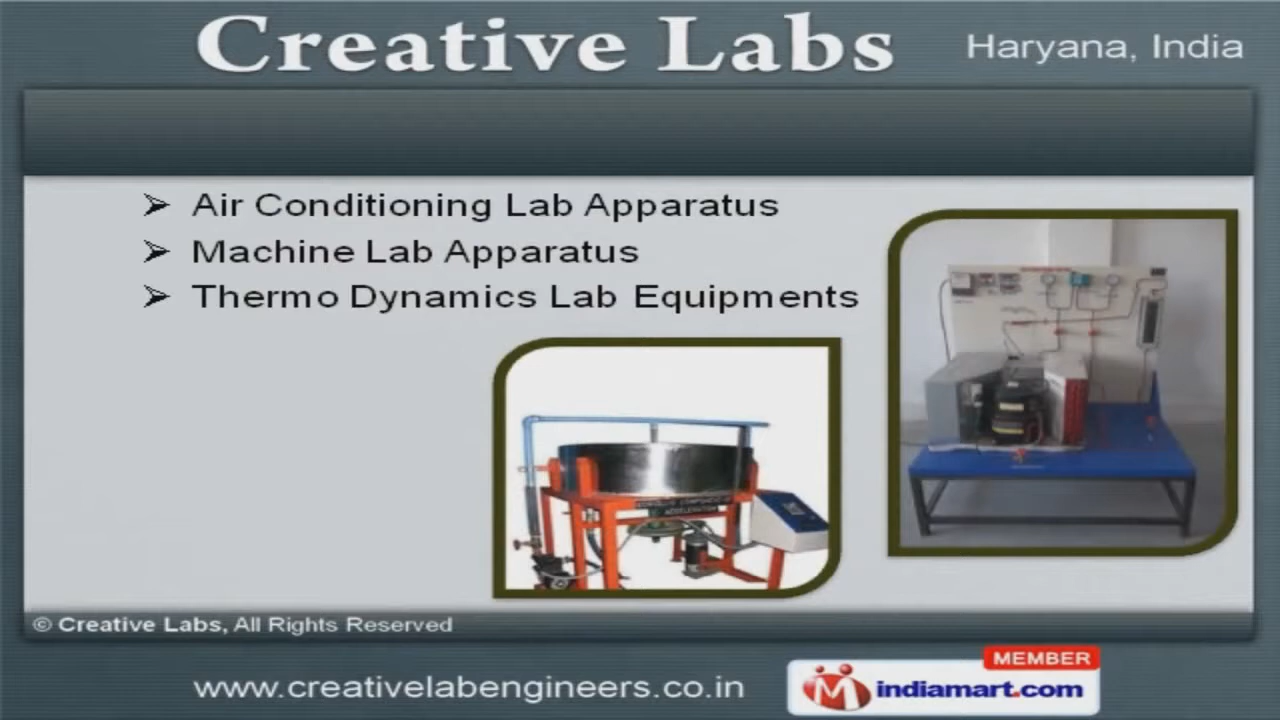 Creative Labs
Haryana, India
➢ Air Conditioning Lab Apparatus
➢ Machine Lab Apparatus
➢ Thermo Dynamics Lab Equipments
ACCELERATION
© Creative Labs, All Rights Reserved
www.creativelabengineers.co.in
MEMBER
indiamart.com